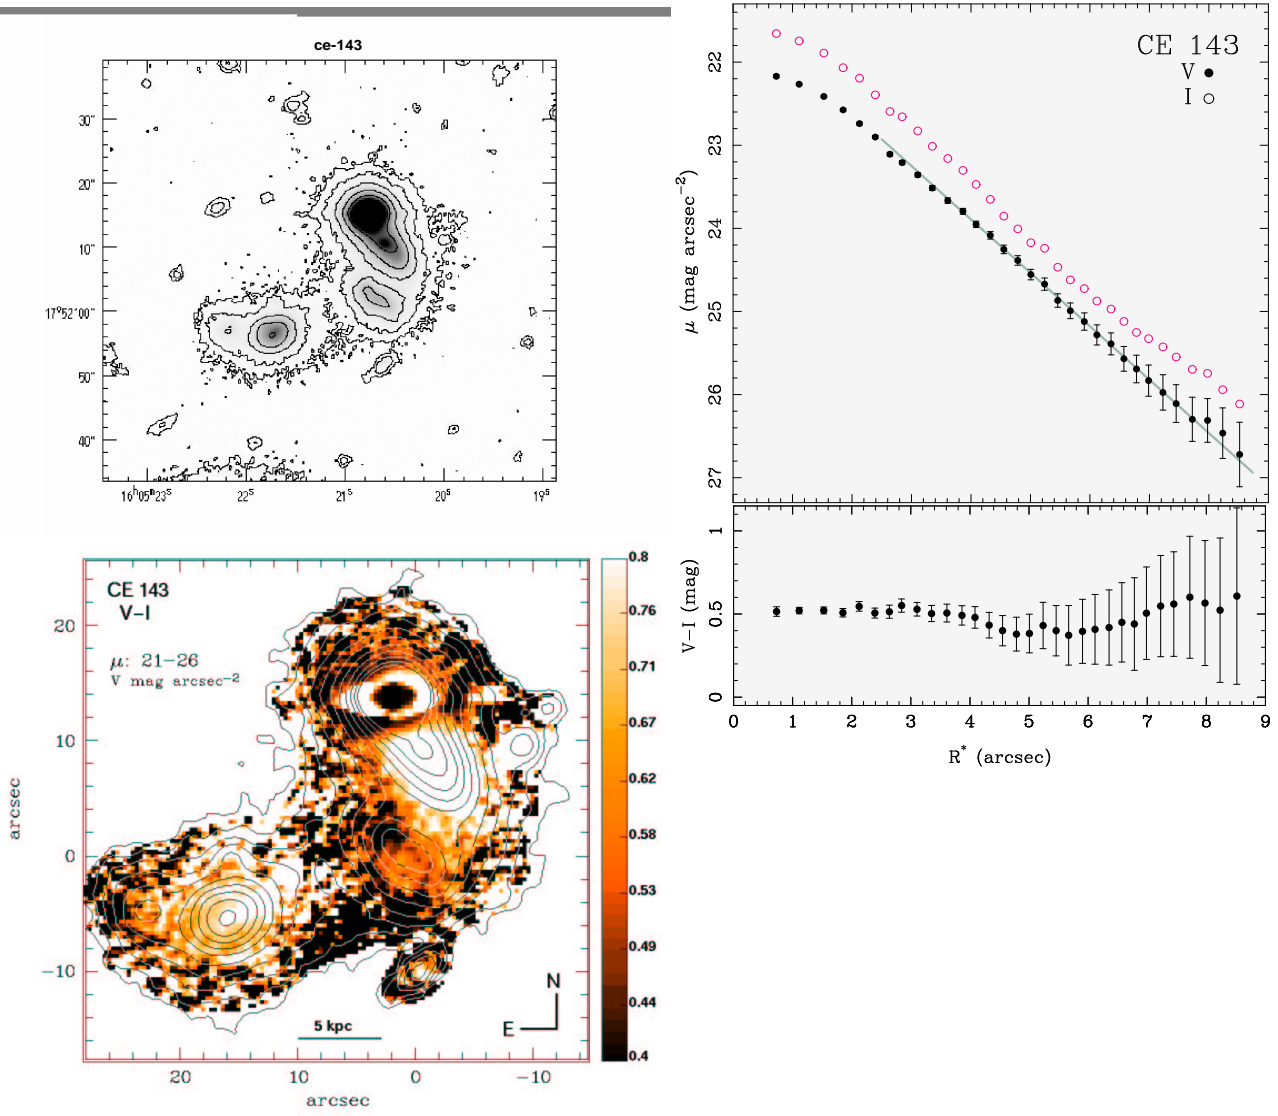 ce-143
30"
20"
10"
17°52'00"
50"
40"
16ʰ05ᵐ23ˢ 22ˢ 21ˢ 20ˢ 19ˢ
CE 143
V
I
μ (mag arcsec⁻²)
22
23
24
25
26
27
V-I (mag)
1
0.5
0
0 1 2 3 4 5 6 7 8 9
R* (arcsec)
CE 143
V-I
μ: 21-26
V mag arcsec⁻²
arcsec
20
10
0
-10
5 kpc
N
E
20 10 0 -10
arcsec
0.8
0.76
0.71
0.67
0.62
0.58
0.53
0.49
0.44
0.4